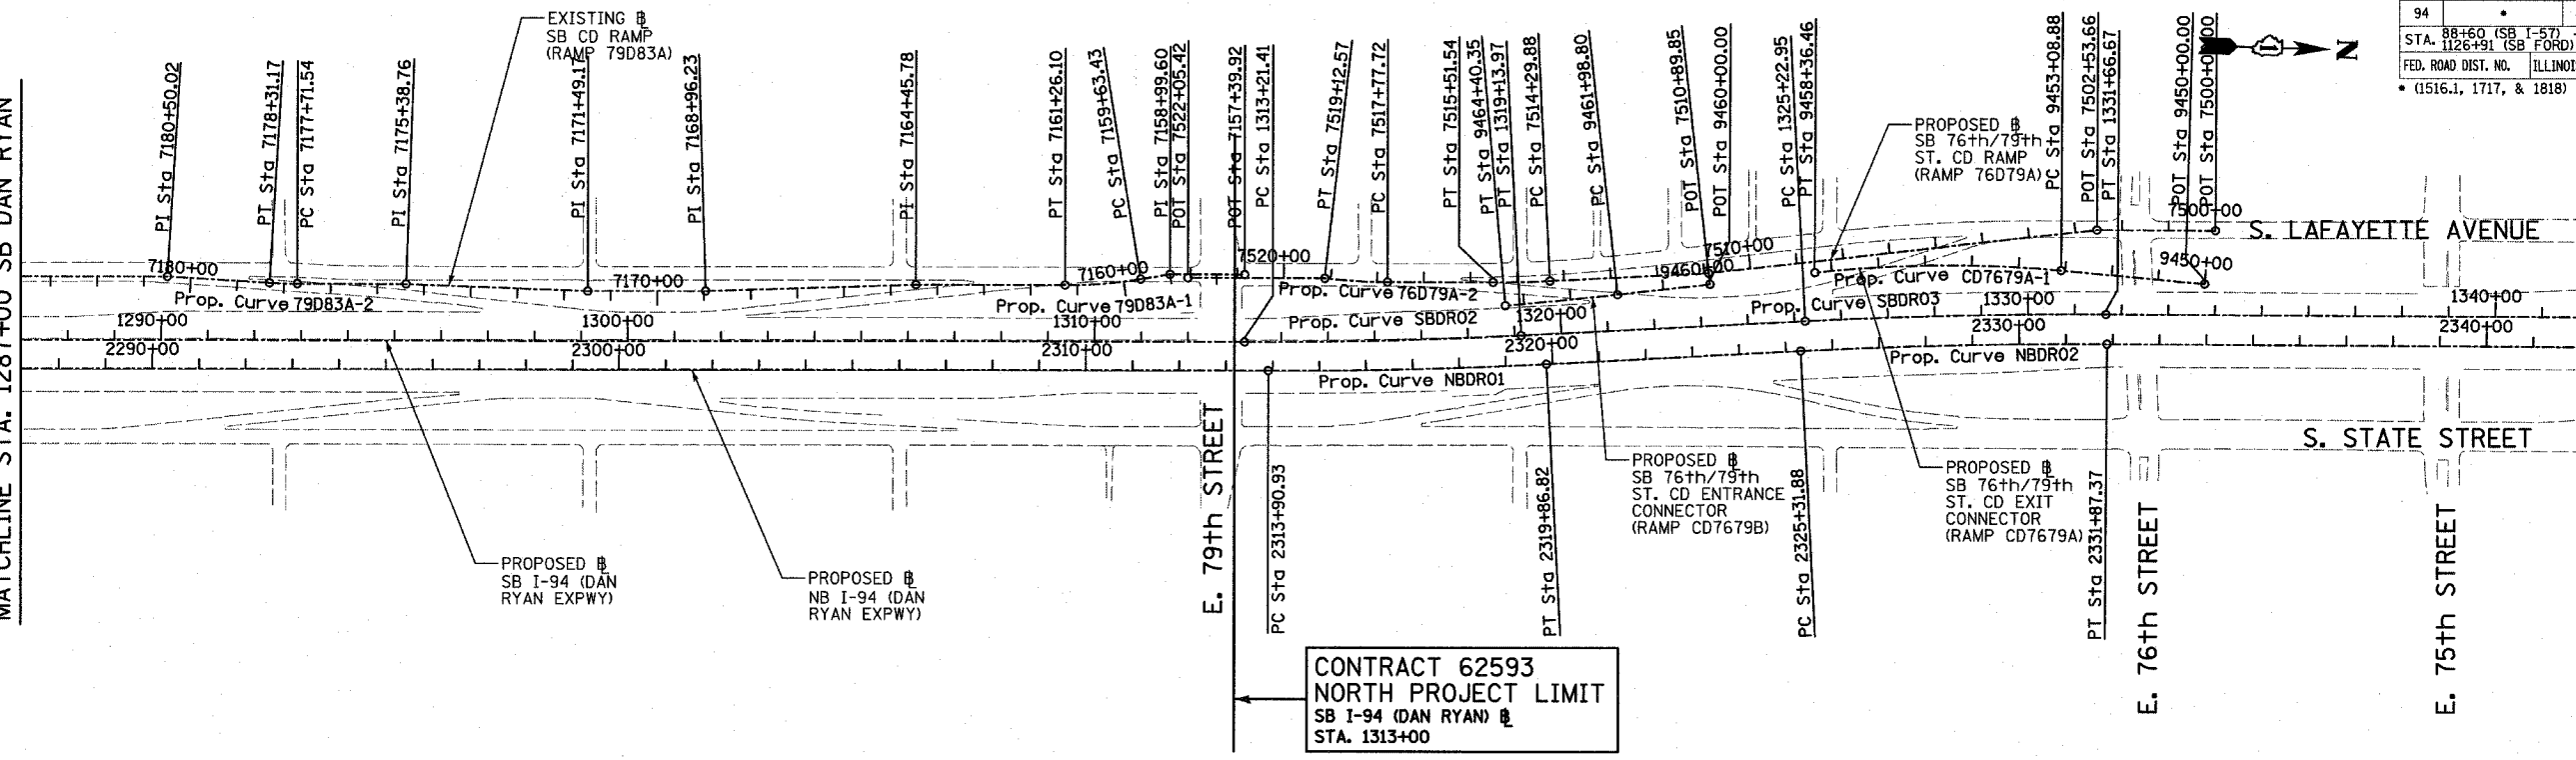 MATCHLINE STA. 1287+00 SB DAN RYAN
EXISTING
SB CD RAMP
(RAMP 79D83A)
PI Sta 7180+50.02
PT Sta 7178+31.17
PC Sta 7177+71.54
PI Sta 7175+38.76
PI Sta 7171+49.17
PI Sta 7168+96.23
PI Sta 7164+45.78
PT Sta 7161+26.10
PC Sta 7159+63.43
PI Sta 7158+99.60
POT Sta 7522+05.42
POT Sta 7157+39.92
PC Sta 1313+21.41
PT Sta 7519+12.57
PC Sta 7517+77.72
PT Sta 7515+51.54
PT Sta 9464+40.35
PT Sta 1319+13.97
PC Sta 7514+29.88
PC Sta 9461+98.80
POT Sta 7510+89.85
POT Sta 9460+00.00
PC Sta 1325+22.95
PT Sta 9458+36.46
PROPOSED
SB 76th/79th
ST. CD RAMP
(RAMP 76D79A)
PC Sta 9453+08.88
POT Sta 7502+53.66
PT Sta 1331+66.67
POT Sta 9450+00.00
POT Sta 7500+00.00
N
94 *
STA. 88+60 (SB I-57)
1126+91 (SB FORD)
FED. ROAD DIST. NO. ILLINOIS
* (1516.1, 1717, & 1818)
7180+00
7170+00
7160+00
7520+00
7510+00
9460+00
7500+00
9450+00
S. LAFAYETTE AVENUE
Prop. Curve 79D83A-2
Prop. Curve 79D83A-1
Prop. Curve 76D79A-2
Prop. Curve CD7679A-1
Prop. Curve SBDR02
Prop. Curve SBDR03
1290+00
1300+00
1310+00
1320+00
1330+00
1340+00
2290+00
2300+00
2310+00
2320+00
2330+00
2340+00
Prop. Curve NBDR01
Prop. Curve NBDR02
S. STATE STREET
PROPOSED
SB I-94 (DAN
RYAN EXPWY)
PROPOSED
NB I-94 (DAN
RYAN EXPWY)
E. 79th STREET
PC Sta 2313+90.93
PT Sta 2319+86.82
PROPOSED
SB 76th/79th
ST. CD ENTRANCE
CONNECTOR
(RAMP CD7679B)
PC Sta 2325+31.88
PROPOSED
SB 76th/79th
ST. CD EXIT
CONNECTOR
(RAMP CD7679A)
PT Sta 2331+87.37
E. 76th STREET
E. 75th STREET
CONTRACT 62593
NORTH PROJECT LIMIT
SB I-94 (DAN RYAN)
STA. 1313+00